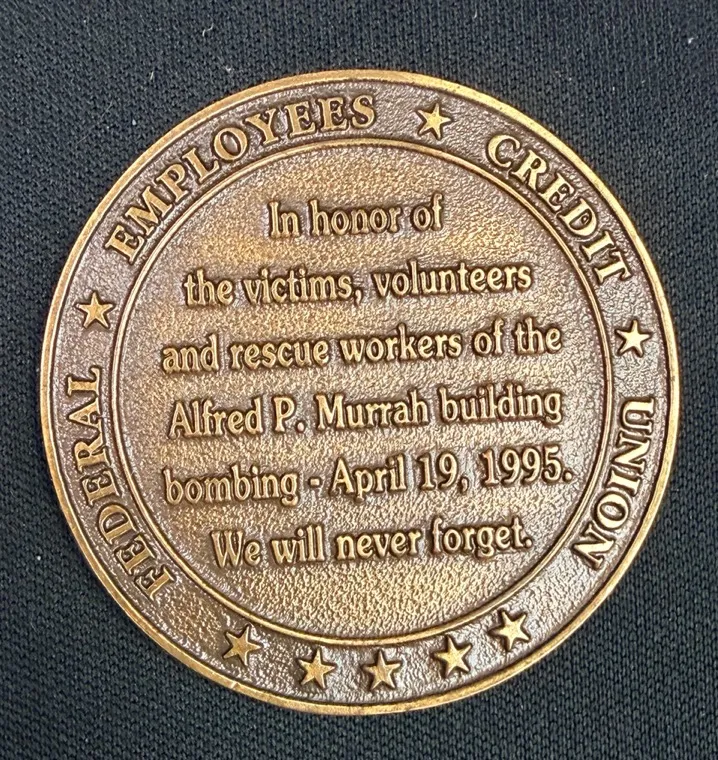 FEDERAL ★ EMPLOYEES ★ CREDIT ★ UNION
In honor of
the victims, volunteers
and rescue workers of the
Alfred P. Murrah building
bombing - April 19, 1995.
We will never forget.